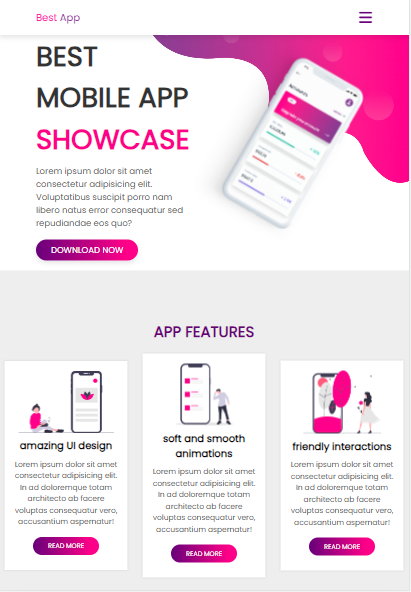 Best App
BEST
MOBILE APP
SHOWCASE
Lorem ipsum dolor sit amet
consectetur adipisicing elit.
Voluptatibus suscipit porro nam
libero natus error consequatur sed
repudiandae eos quo?
DOWNLOAD NOW
APP FEATURES
amazing UI design
Lorem ipsum dolor sit amet
consectetur adipisicing elit.
In ad doloremque totam
architecto ab facere
voluptas consequatur vero,
accusantium aspernatur!
READ MORE
soft and smooth
animations
Lorem ipsum dolor sit amet
consectetur adipisicing elit.
In ad doloremque totam
architecto ab facere
voluptas consequatur vero,
accusantium aspernatur!
READ MORE
friendly interactions
Lorem ipsum dolor sit amet
consectetur adipisicing elit.
In ad doloremque totam
architecto ab facere
voluptas consequatur vero,
accusantium aspernatur!
READ MORE